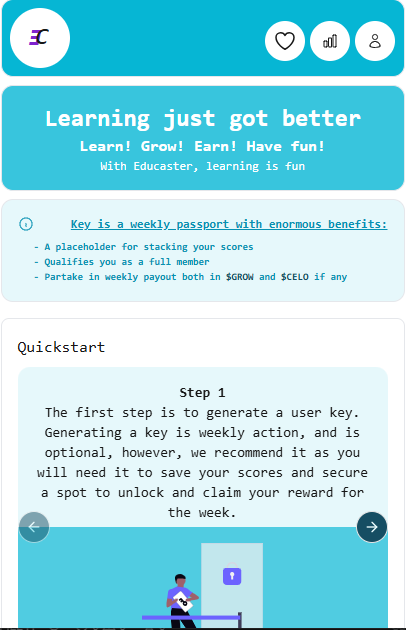 EC
Learning just got better
Learn! Grow! Earn! Have fun!
With Educaster, learning is fun
Key is a weekly passport with enormous benefits:
- A placeholder for stacking your scores
- Qualifies you as a full member
- Partake in weekly payout both in $GROW and $CELO if any
Quickstart
Step 1
The first step is to generate a user key.
Generating a key is weekly action, and is
optional, however, we recommend it as you
will need it to save your scores and secure
a spot to unlock and claim your reward for
the week.